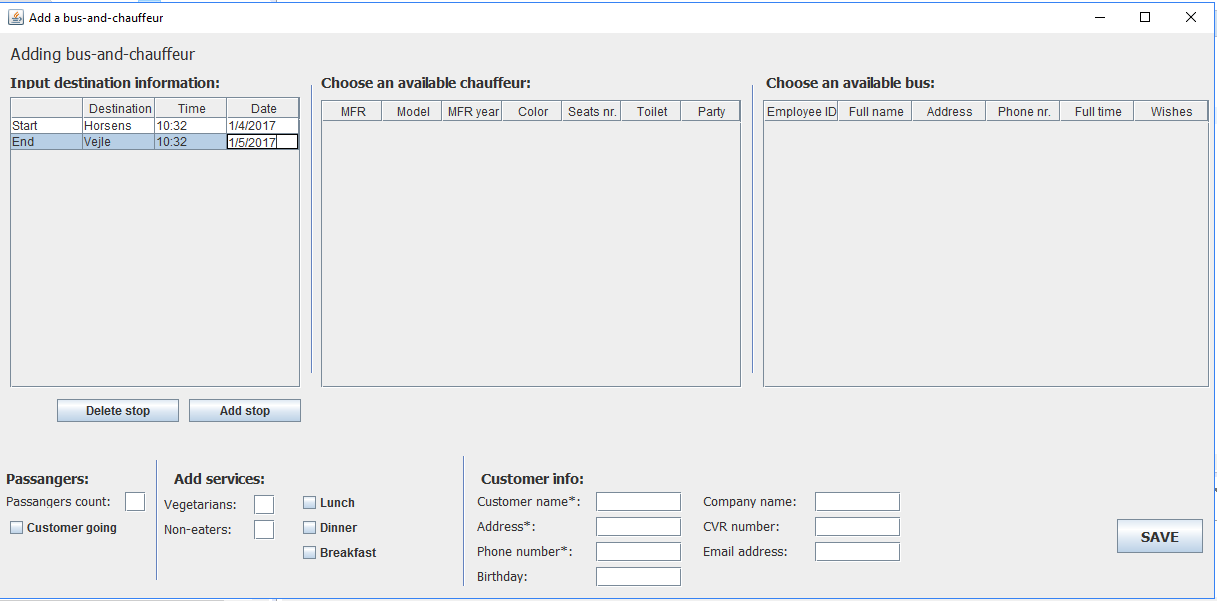 Add a bus-and-chauffeur
Adding bus-and-chauffeur
Input destination information:
Destination Time Date
Start Horsens 10:32 1/4/2017
End Vejle 10:32 1/5/2017
Delete stop Add stop
Choose an available chauffeur:
MFR Model MFR year Color Seats nr. Toilet Party
Choose an available bus:
Employee ID Full name Address Phone nr. Full time Wishes
Passangers:
Passangers count:
Customer going
Add services:
Vegetarians:
Non-eaters:
Lunch
Dinner
Breakfast
Customer info:
Customer name*:
Address*:
Phone number*:
Birthday:
Company name:
CVR number:
Email address:
SAVE